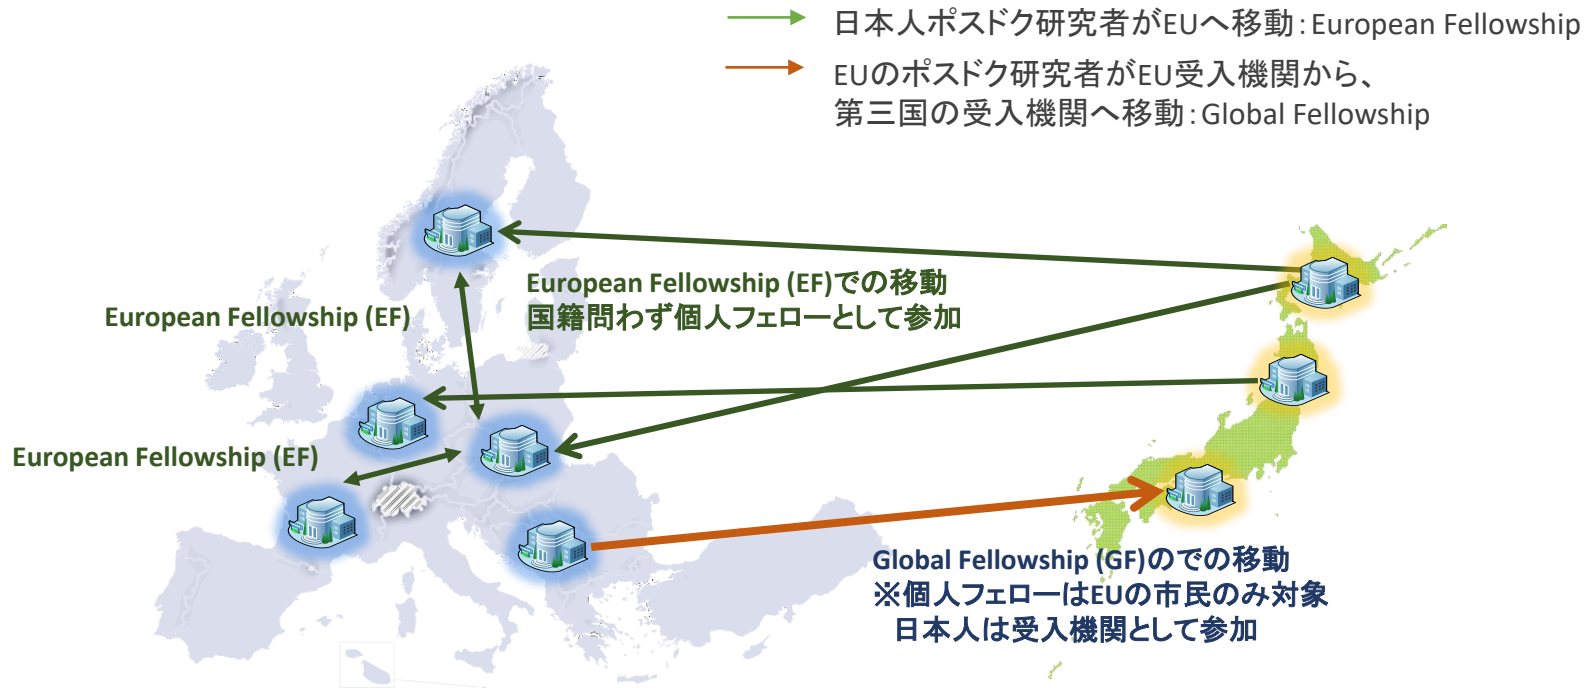 日本人ポスドク研究者がEUへ移動：European Fellowship
EUのポスドク研究者がEU受入機関から、
第三国の受入機関へ移動：Global Fellowship
European Fellowship (EF)での移動
国籍問わず個人フェローとして参加
European Fellowship (EF)
European Fellowship (EF)
Global Fellowship (GF)のでの移動
※個人フェローはEUの市民のみ対象
日本人は受入機関として参加